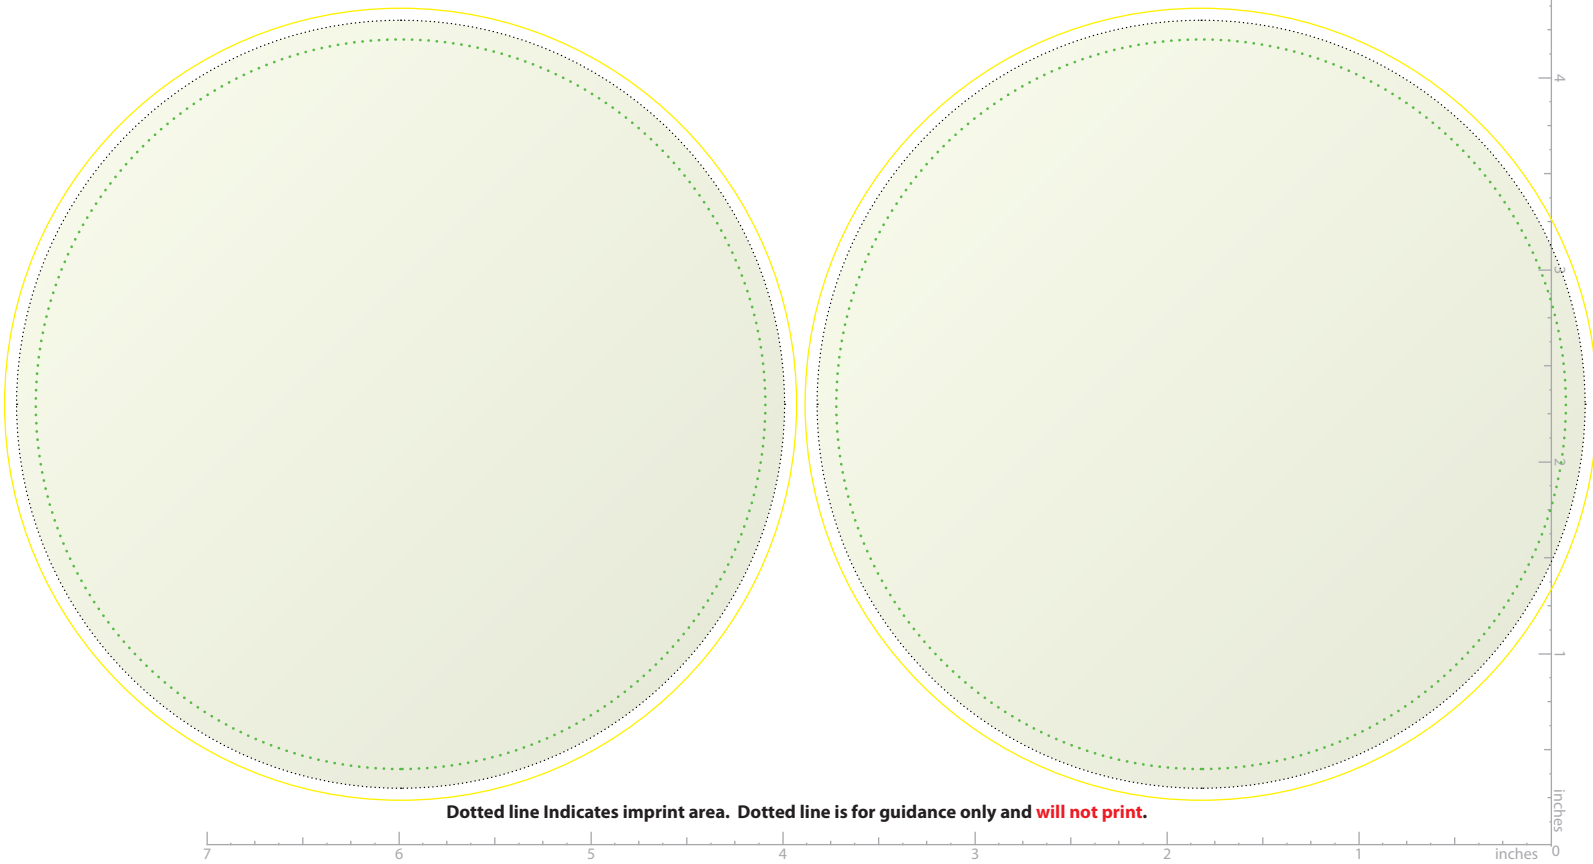 4
3
2
1
inches
Dotted line Indicates imprint area. Dotted line is for guidance only and will not print.
7 6 5 4 3 2 1 inches 0